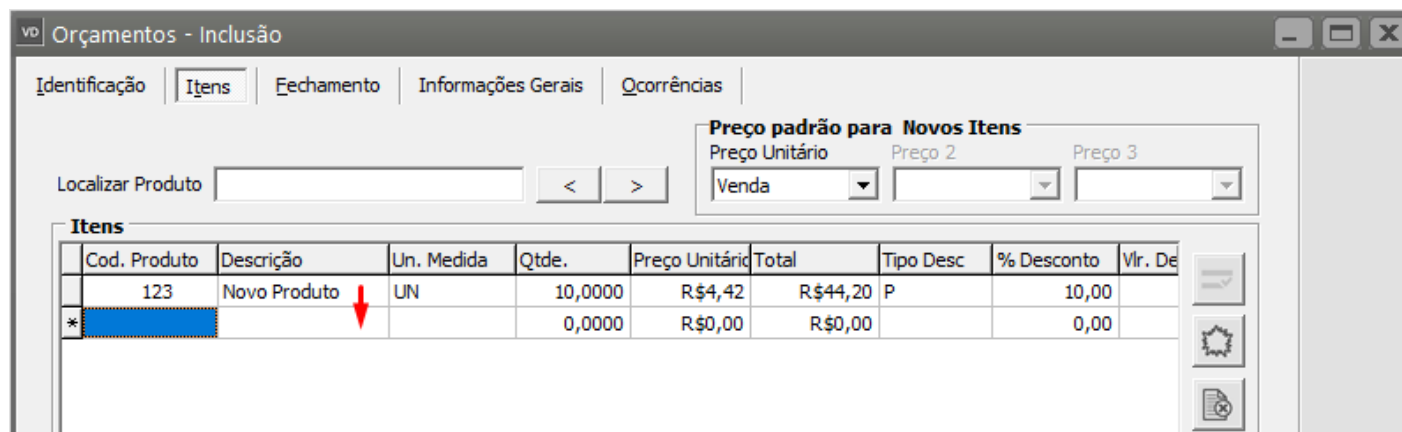 VD Orçamentos - Inclusão
Identificação Itens Fechamento Informações Gerais Ocorrências
Preço padrão para Novos Itens
Preço Unitário Preço 2 Preço 3
Localizar Produto < > Venda
Itens
Cod. Produto Descrição Un. Medida Qtde. Preço Unitáric Total Tipo Desc % Desconto Vlr. De
123 Novo Produto UN 10,0000 R$4,42 R$44,20 P 10,00
* 0,0000 R$0,00 R$0,00 0,00